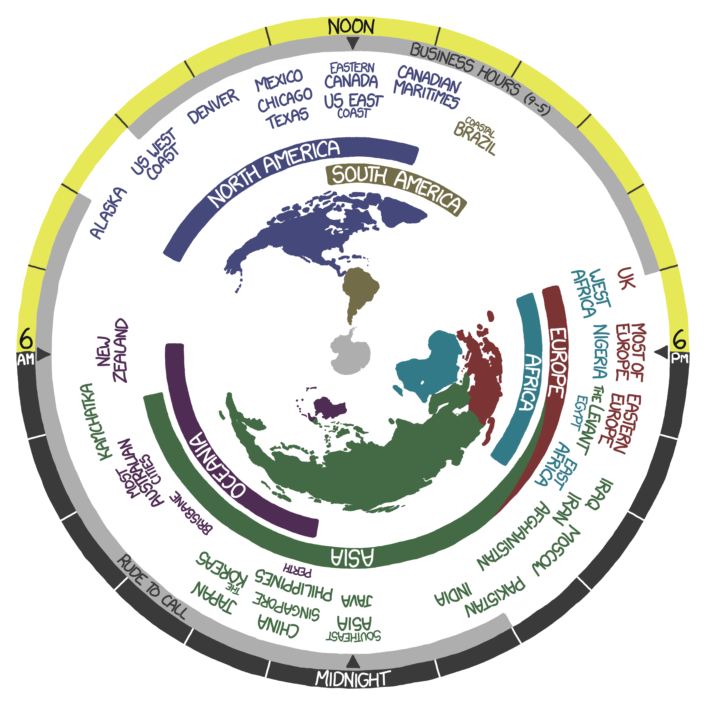 NOON
BUSINESS HOURS (9-5)
EASTERN
CANADA
US EAST
COAST
CANADIAN
MARITIMES
COASTAL
BRAZIL
MEXICO
CHICAGO
TEXAS
DENVER
US WEST
COAST
ALASKA
NORTH AMERICA
SOUTH AMERICA
UK
WEST
AFRICA
MOST OF
EUROPE
NIGERIA
EUROPE
AFRICA
6
AM
6
PM
NEW
ZEALAND
KAMCHATKA
EASTERN
EUROPE
THE LEVANT
EGYPT
EAST
AFRICA
IRAQ
IRAN
MOSCOW
AFGHANISTAN
PAKISTAN
INDIA
OCEANIA
ASIA
MOST
AUSTRALIAN
CITIES
BRISBANE
PERTH
THE
KOREAS
JAPAN
PHILIPPINES
SINGAPORE
CHINA
JAVA
SOUTHEAST
ASIA
RUDE TO CALL
MIDNIGHT